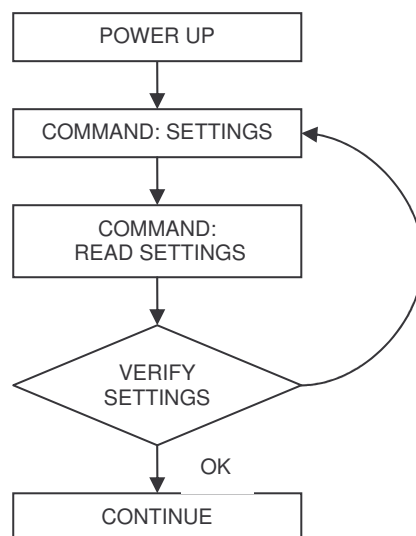 POWER UP
COMMAND: SETTINGS
COMMAND:
READ SETTINGS
VERIFY
SETTINGS
OK
CONTINUE